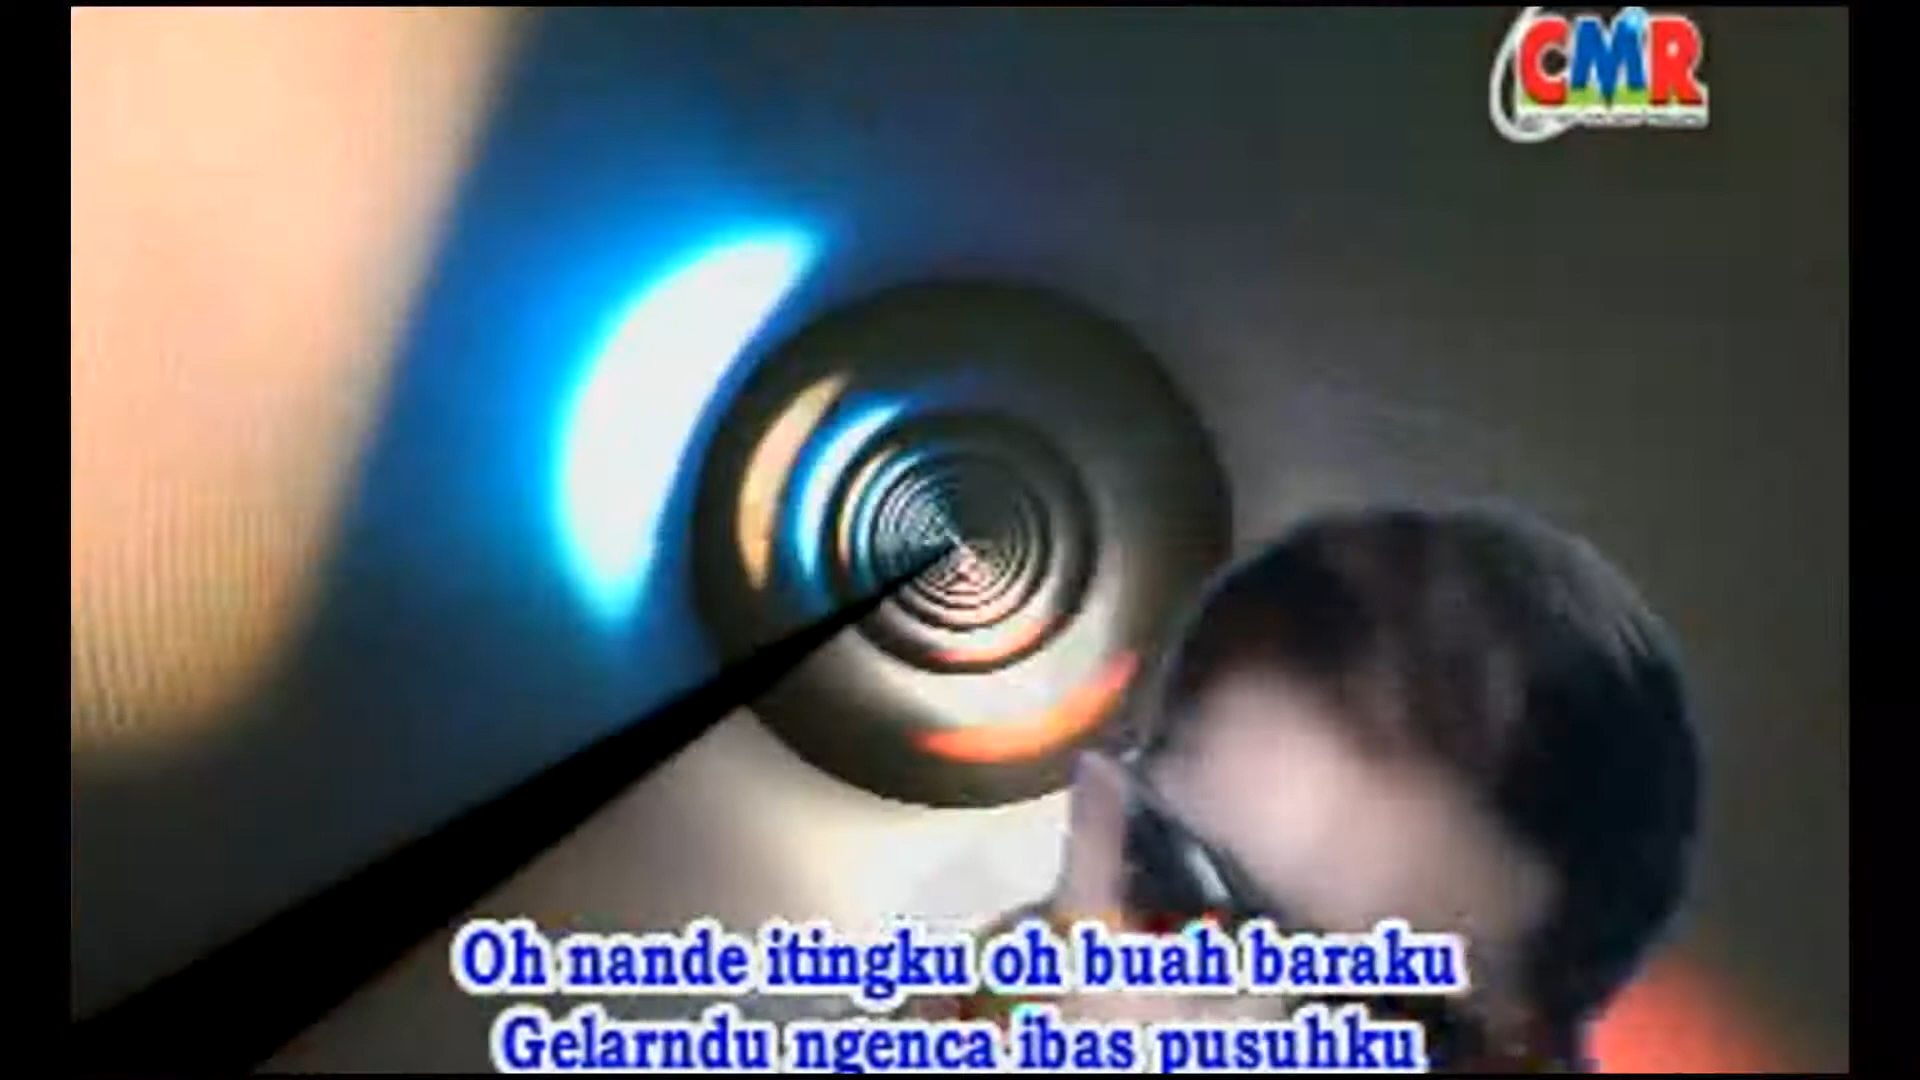 CMR
Oh nande itingku oh buah baraku
Gelarndu ngenca ibas pusuhku